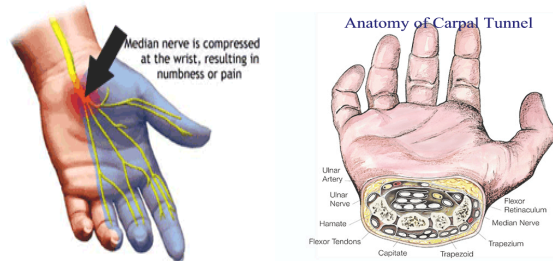 Median nerve is compressed
at the wrist, resulting in
numbness or pain
Anatomy of Carpal Tunnel
Ulnar
Artery
Ulnar
Nerve
Hamate
Flexor Tendons
Capitate
Trapezoid
Trapezium
Median Nerve
Flexor
Retinaculum